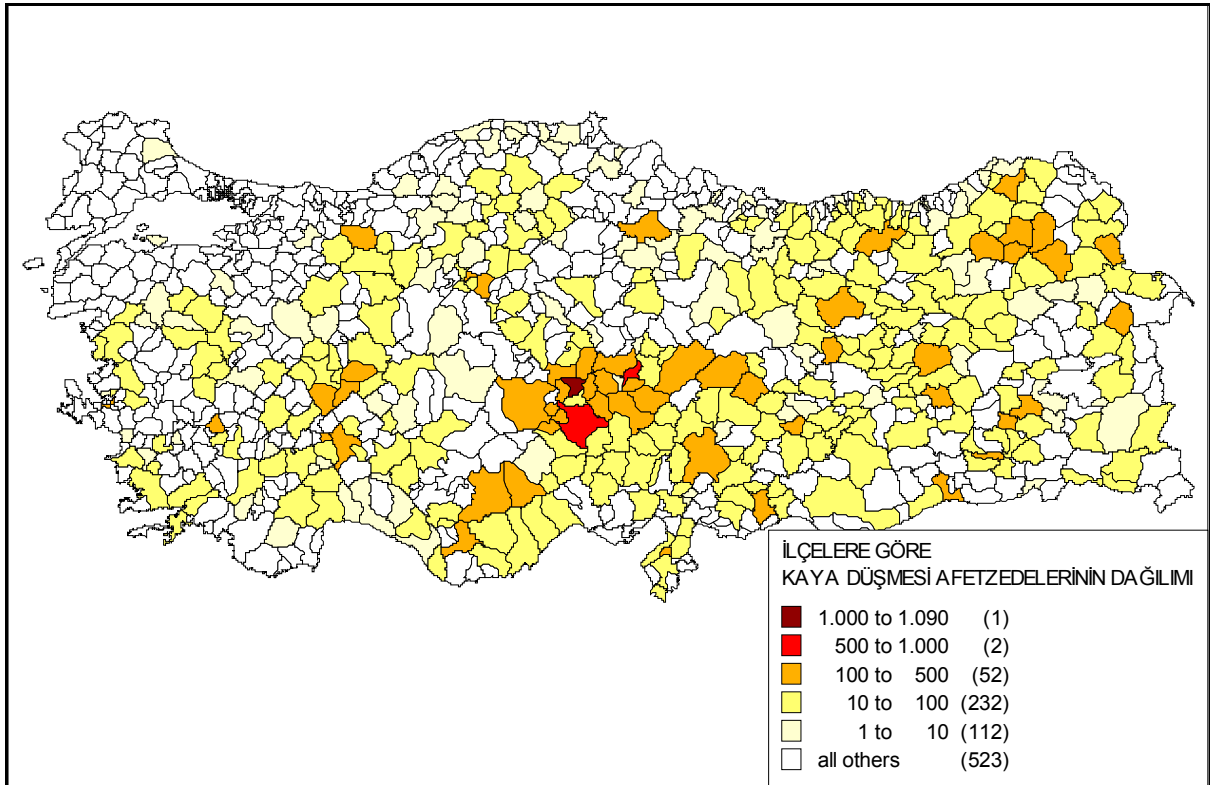 İLÇELERE GÖRE
KAYA DÜŞMESİ AFETZEDELERİNİN DAĞILIMI
1.000 to 1.090 (1)
500 to 1.000 (2)
100 to 500 (52)
10 to 100 (232)
1 to 10 (112)
all others (523)